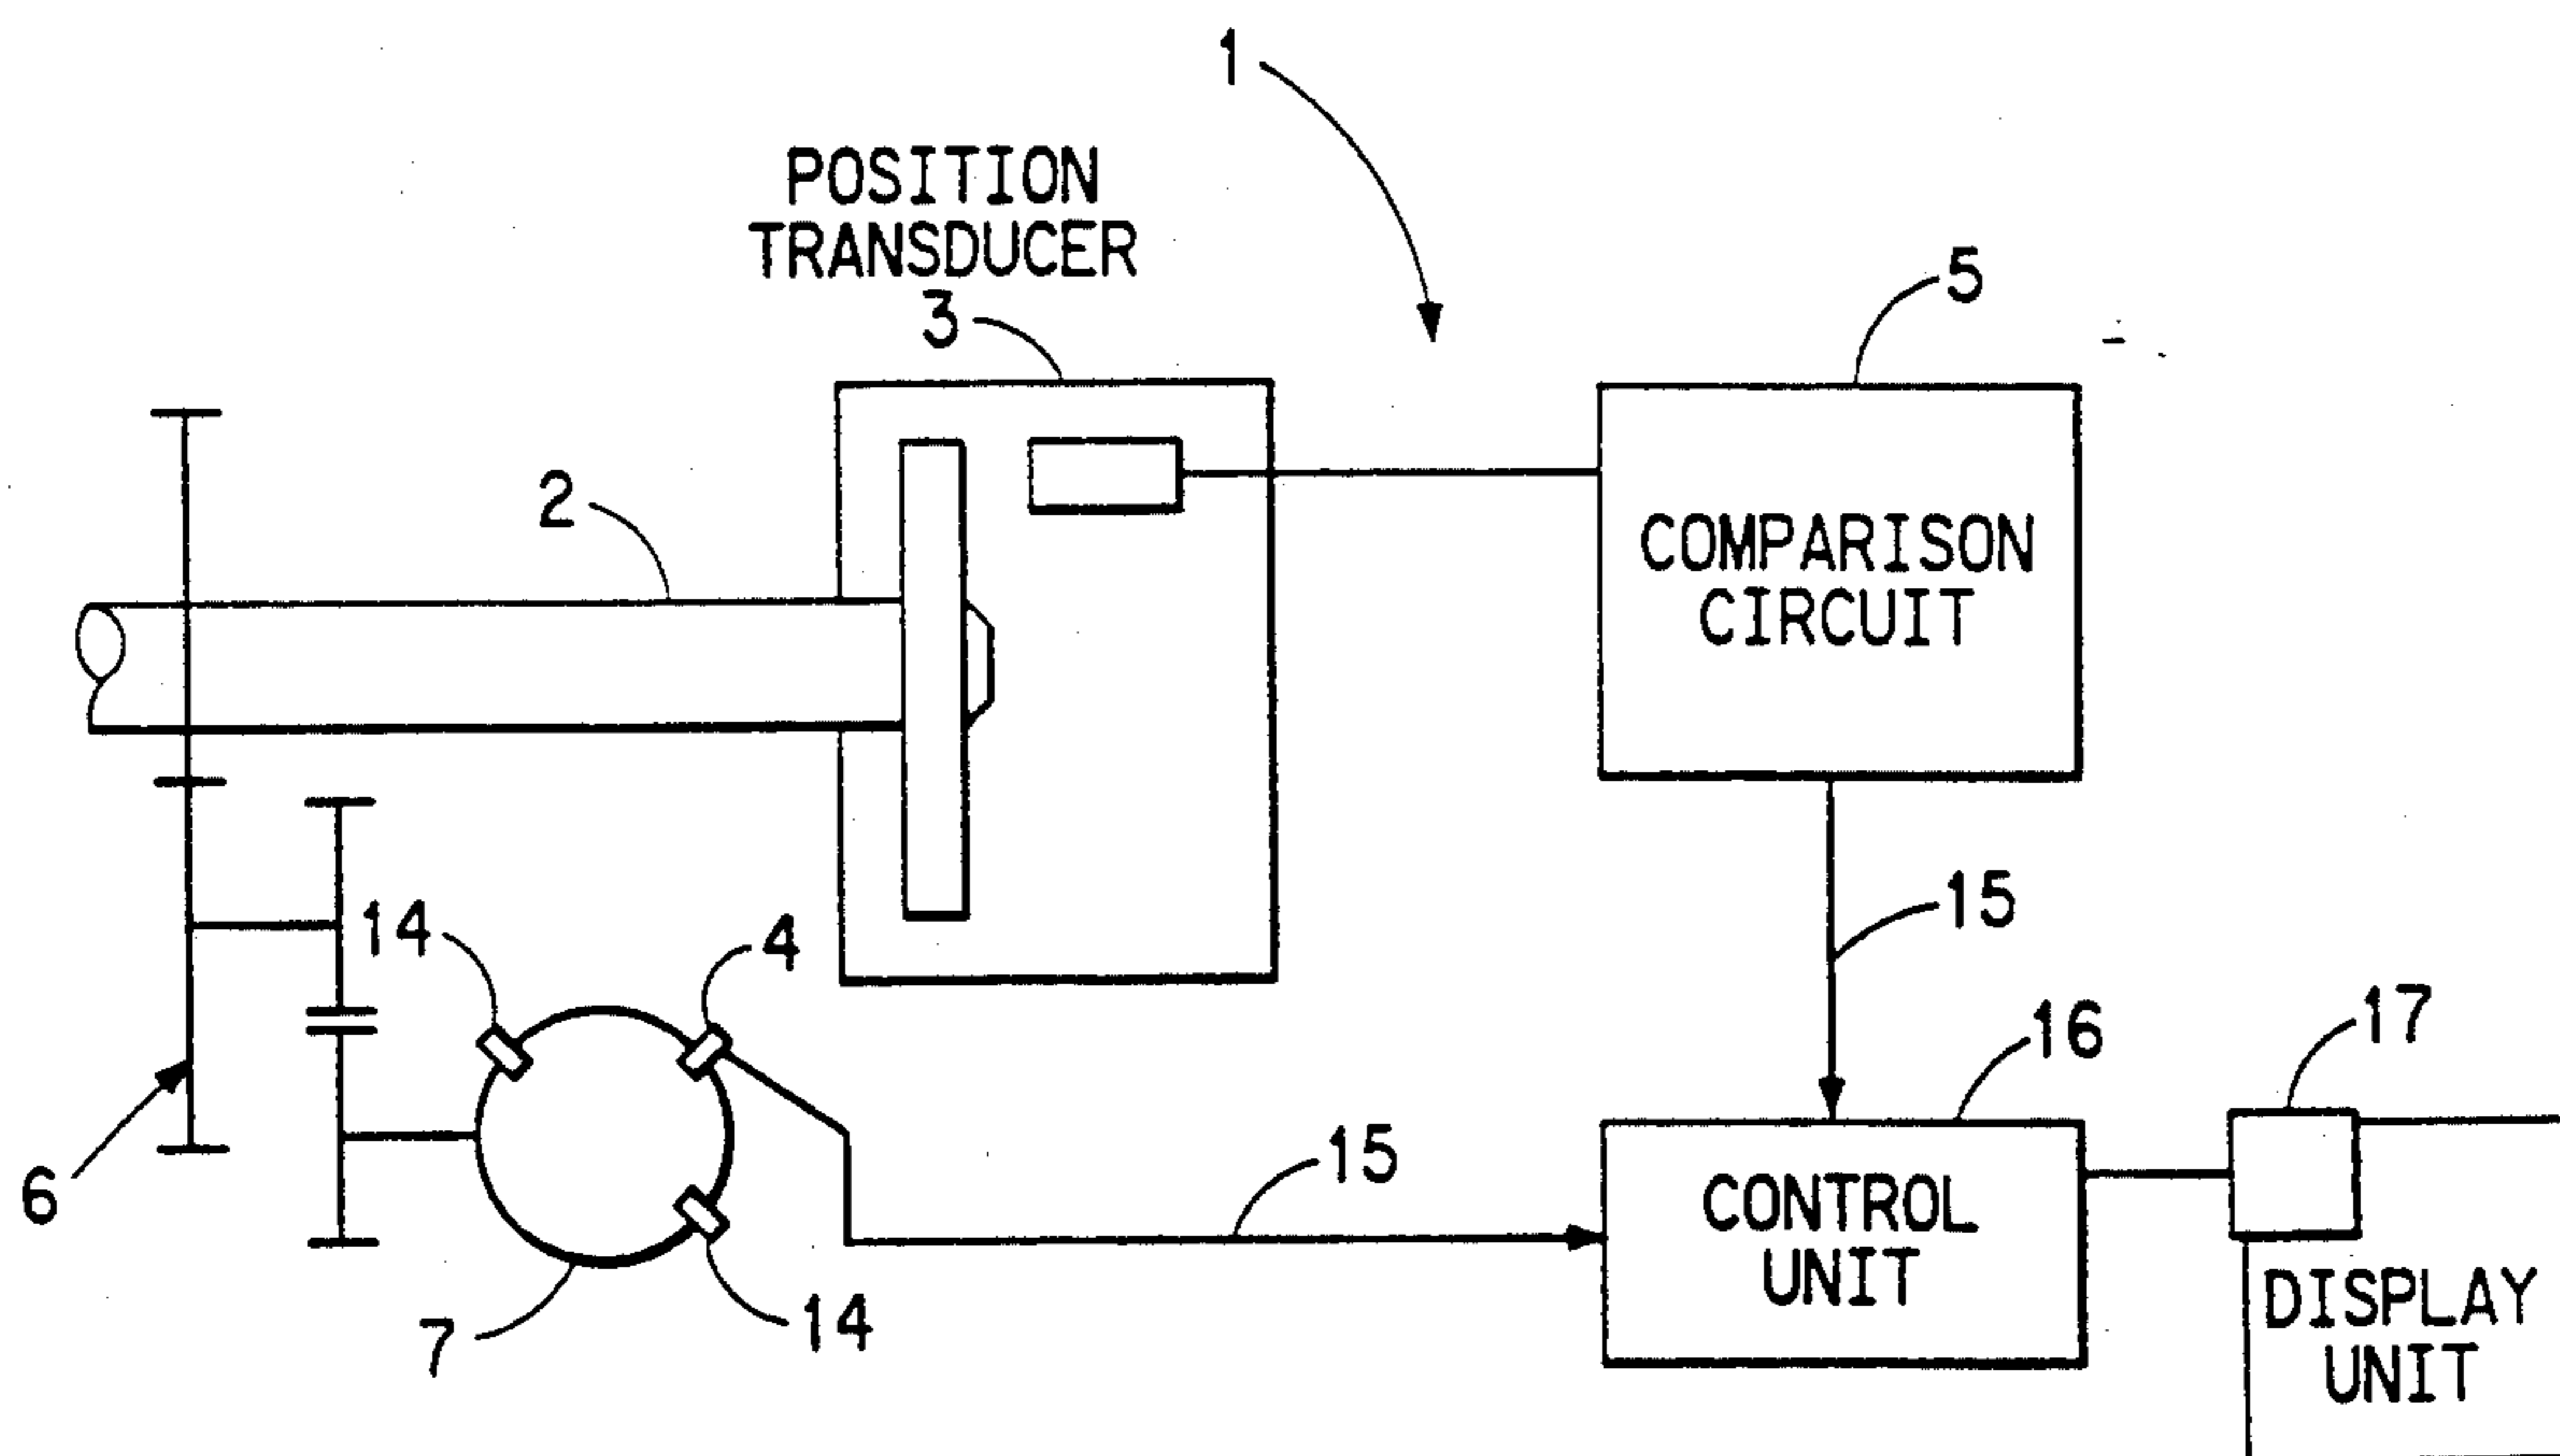 1
POSITION
TRANSDUCER
3
5
2
COMPARISON
CIRCUIT
15
14
4
16
17
6
15
CONTROL
UNIT
7
14
DISPLAY
UNIT